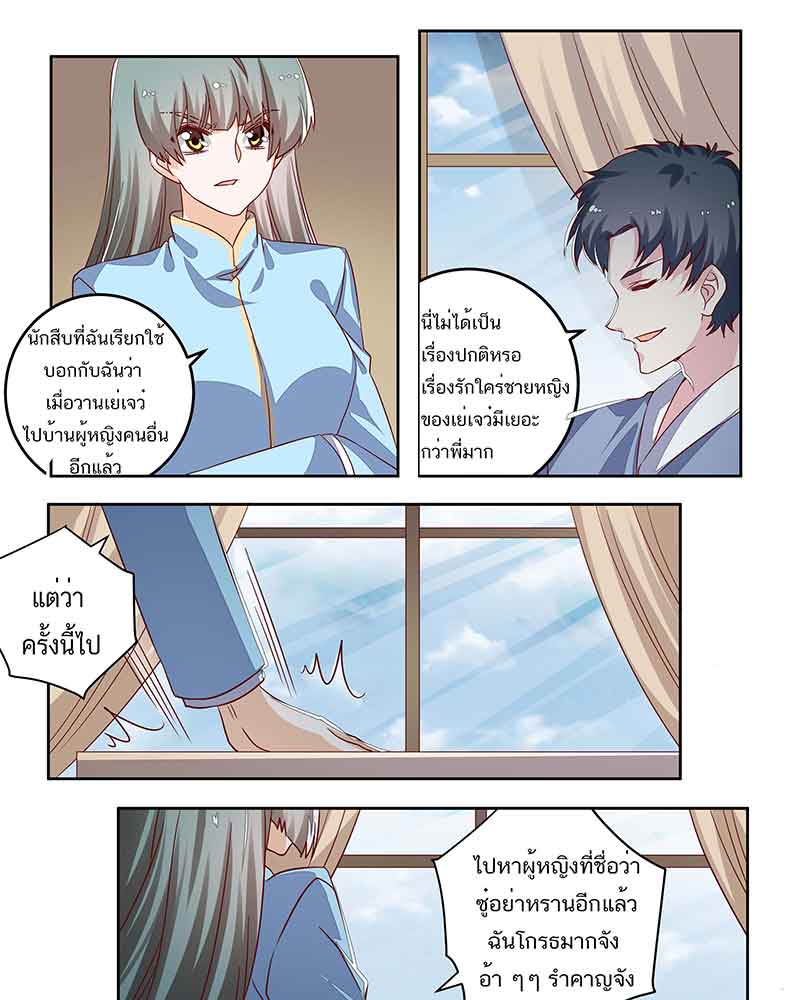 นักสืบที่ฉันเรียกใช้
บอกกับฉันว่า
เมื่อวานเย่เจว๋
ไปบ้านผู้หญิงคนอื่น
อีกแล้ว
นี่ไม่ได้เป็น
เรื่องปกติหรอ
เรื่องรักใคร่ชายหญิง
ของเย่เจว๋มีเยอะ
กว่าพี่มาก
แต่ว่า
ครั้งนี้ไป
ไปหาผู้หญิงที่ชื่อว่า
ซู๋อย่าหรานอีกแล้ว
ฉันโกรธมากจัง
อ้า ๆๆ รำคาญจัง